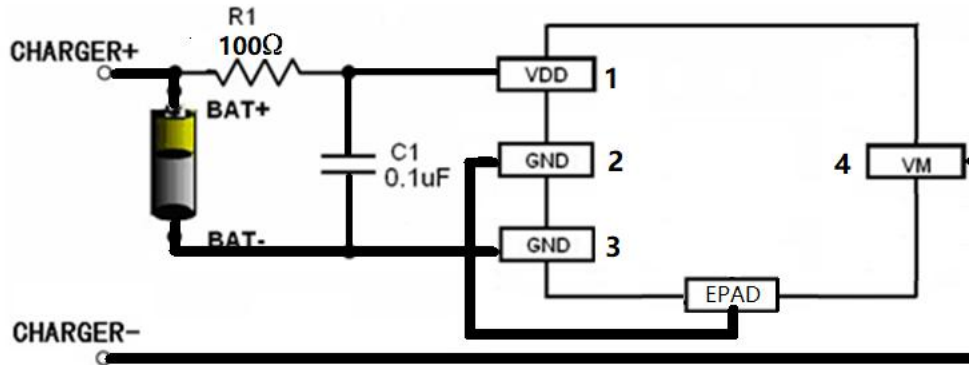 R1
100Ω
CHARGER+
BAT+
VDD
1
C1
0.1uF
GND
2
4
VM
BAT-
GND
3
EPAD
CHARGER-